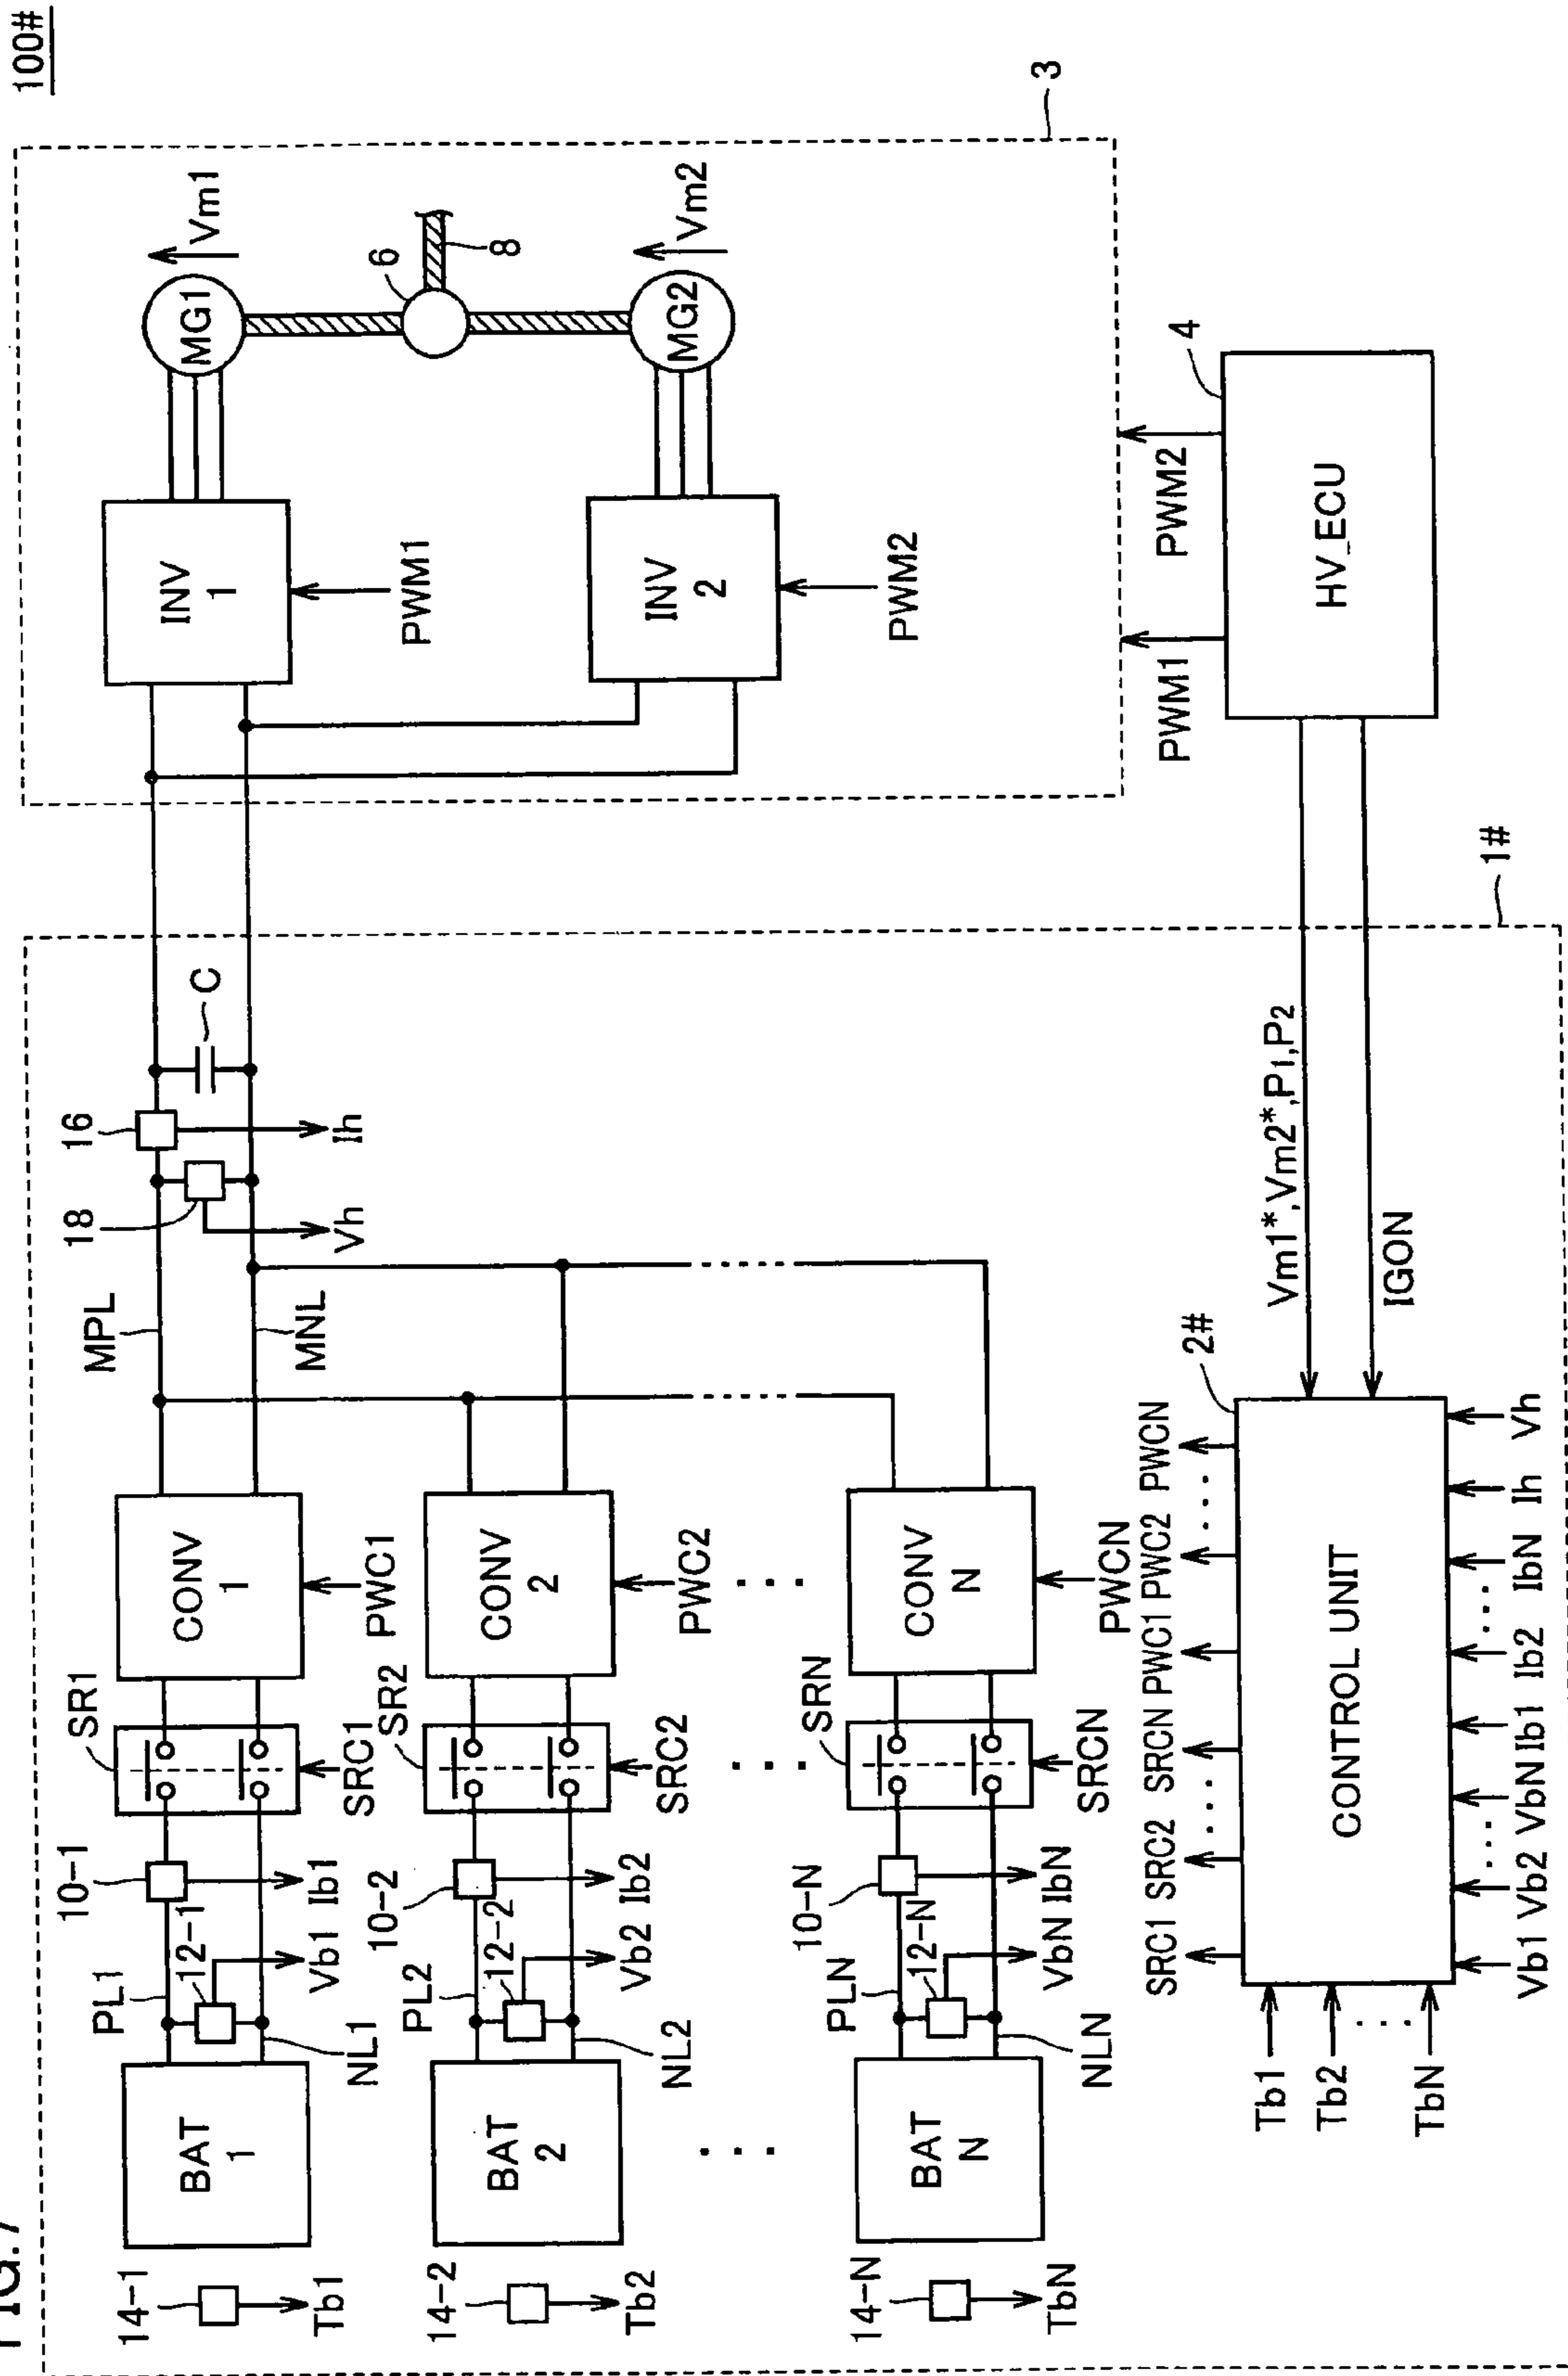 FIG.7
100#
14-1
Tb1
BAT
1
PL1
NL1
12-1
Vb1
10-1
Ib1
SR1
SRC1
CONV
1
PWC1
MPL
MNL
18
Vh
16
Ih
C
INV
1
PWM1
MG1
Vm1
6
8
3
14-2
Tb2
BAT
2
PL2
NL2
12-2
Vb2
10-2
Ib2
SR2
SRC2
CONV
2
PWC2
INV
2
PWM2
MG2
Vm2
14-N
TbN
BAT
N
PLN
NLN
12-N
VbN
10-N
IbN
SRN
SRCN
CONV
N
PWCN
SRC1 SRC2 SRCN PWC1 PWC2 PWCN
2#
Tb1
Tb2
TbN
CONTROL UNIT
Vb1 Vb2 VbN Ib1 Ib2 IbN Ih Vh
Vm1*,Vm2*,P1,P2
IGON
1#
PWM1
PWM2
4
HV_ECU